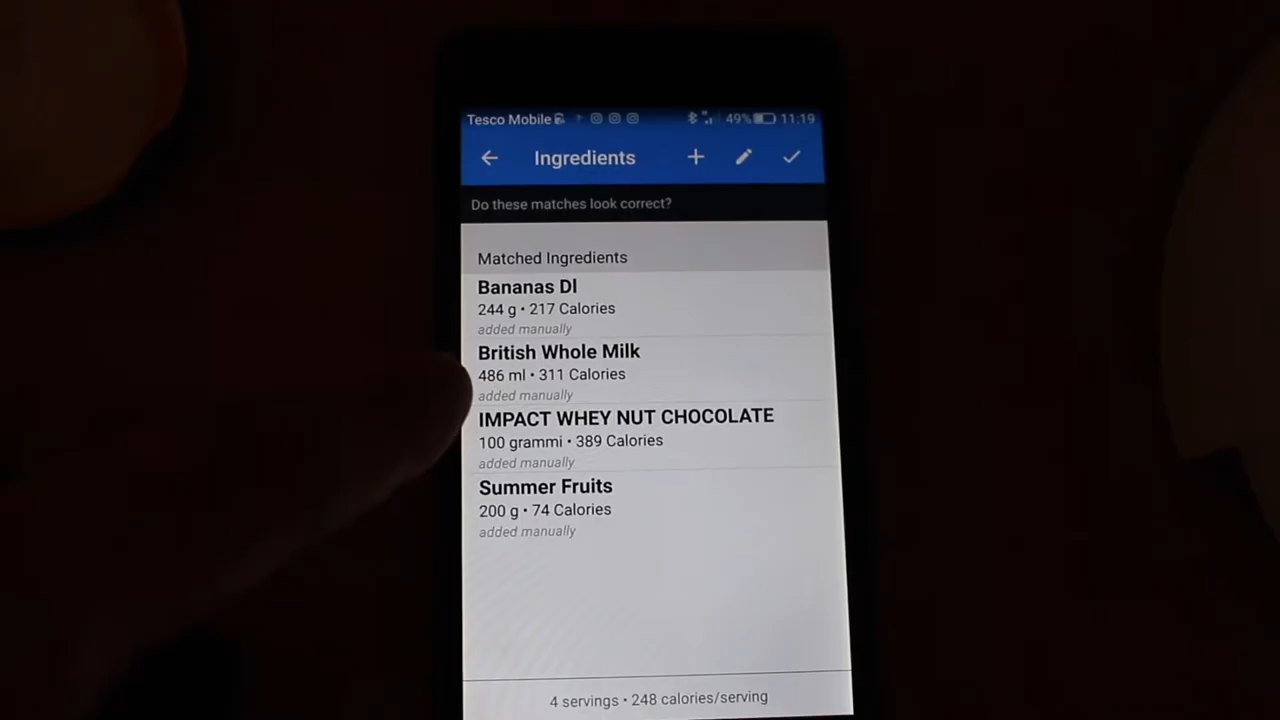 Tesco Mobile 49% 11:19
Ingredients
Do these matches look correct?
Matched Ingredients
Bananas Dl
244 g • 217 Calories
added manually
British Whole Milk
486 ml • 311 Calories
added manually
IMPACT WHEY NUT CHOCOLATE
100 grammi • 389 Calories
added manually
Summer Fruits
200 g • 74 Calories
added manually
4 servings • 248 calories/serving